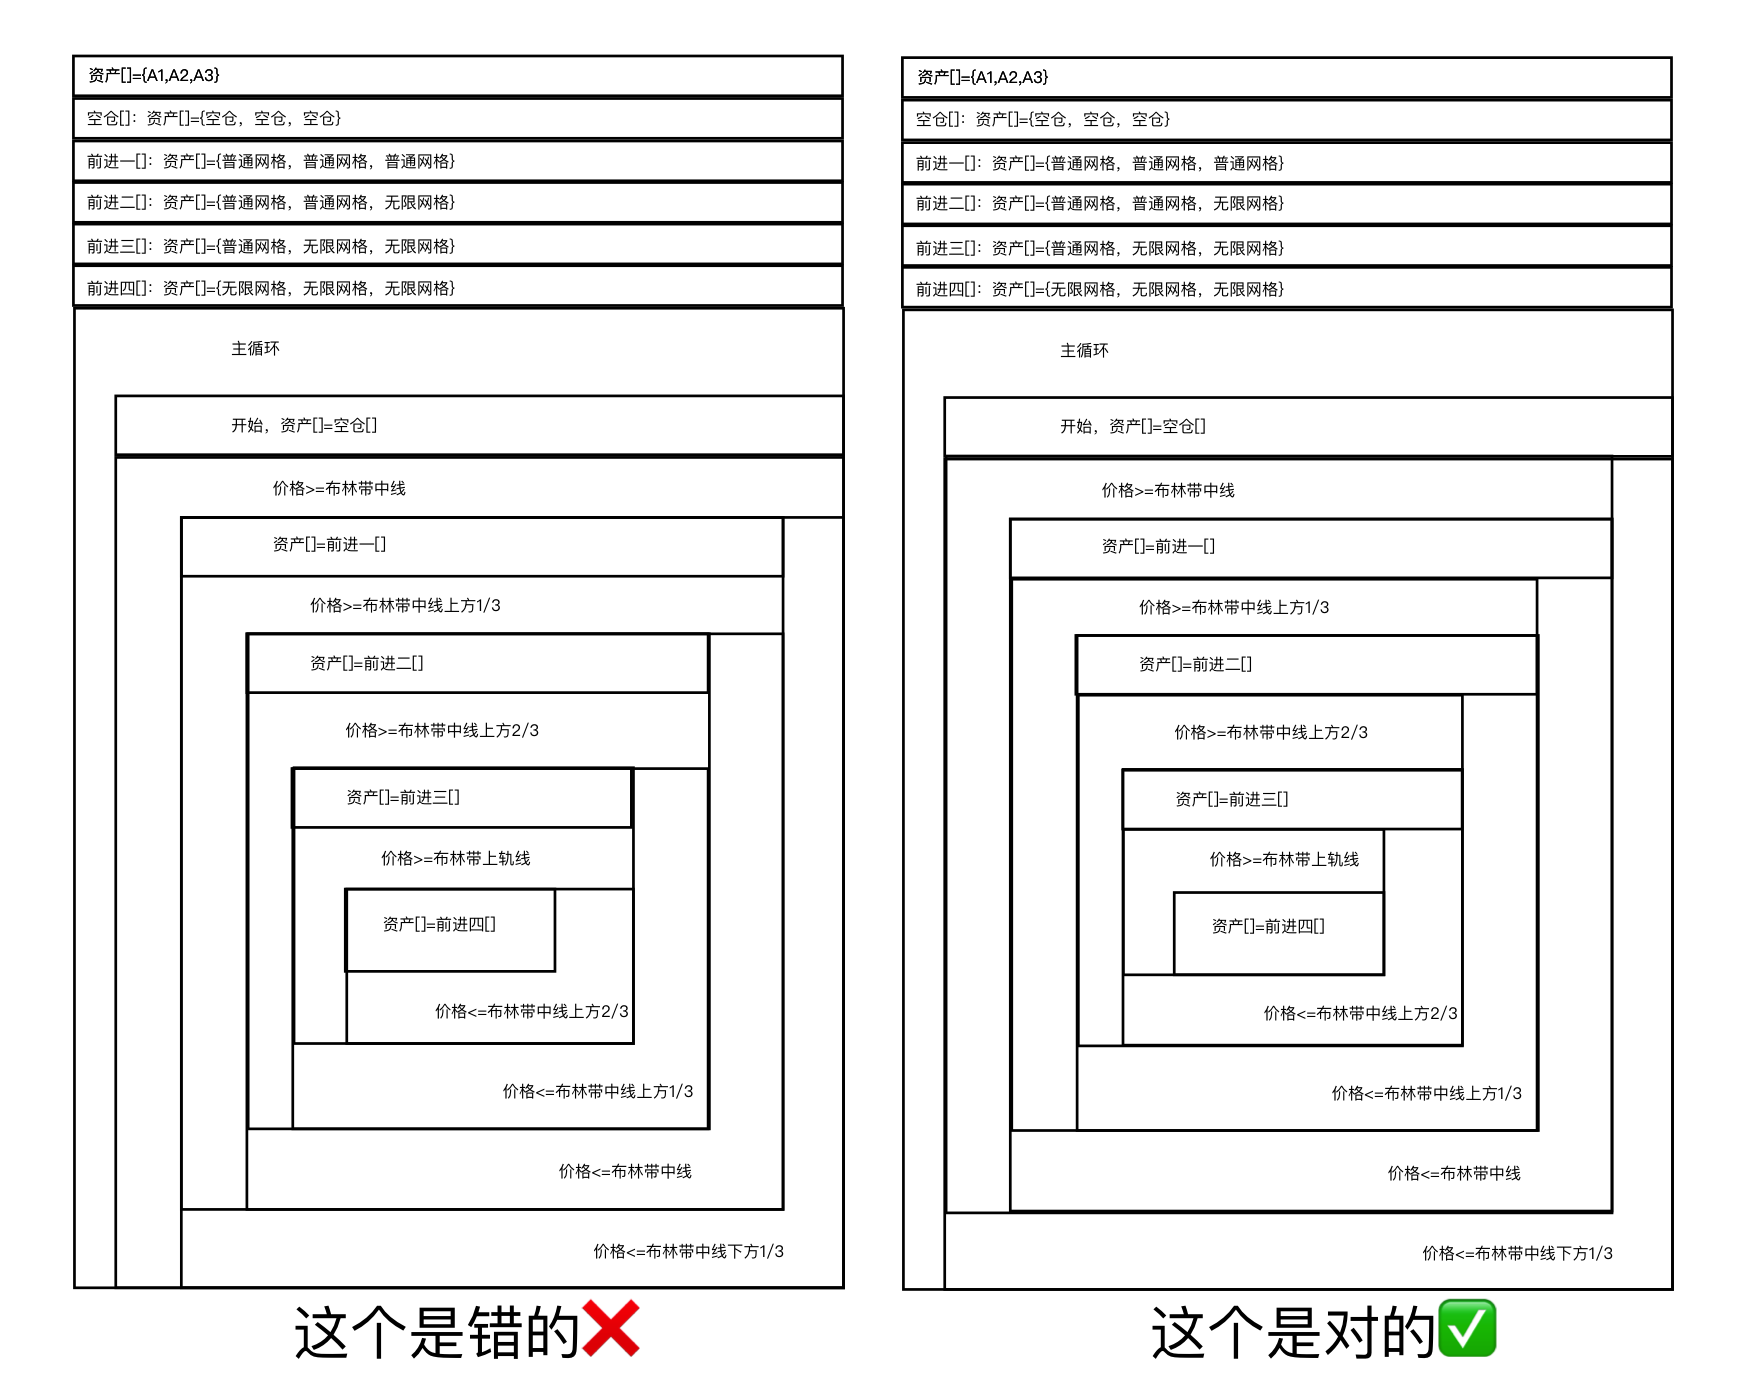 资产[]={A1,A2,A3}
空仓[]：资产[]={空仓，空仓，空仓}
前进一[]：资产[]={普通网格，普通网格，普通网格}
前进二[]：资产[]={普通网格，普通网格，无限网格}
前进三[]：资产[]={普通网格，无限网格，无限网格}
前进四[]：资产[]={无限网格，无限网格，无限网格}
主循环
开始，资产[]=空仓[]
价格>=布林带中线
资产[]=前进一[]
价格>=布林带中线上方1/3
资产[]=前进二[]
价格>=布林带中线上方2/3
资产[]=前进三[]
价格>=布林带上轨线
资产[]=前进四[]
价格<=布林带中线上方2/3
价格<=布林带中线上方1/3
价格<=布林带中线
价格<=布林带中线下方1/3
这个是错的❌
资产[]={A1,A2,A3}
空仓[]：资产[]={空仓，空仓，空仓}
前进一[]：资产[]={普通网格，普通网格，普通网格}
前进二[]：资产[]={普通网格，普通网格，无限网格}
前进三[]：资产[]={普通网格，无限网格，无限网格}
前进四[]：资产[]={无限网格，无限网格，无限网格}
主循环
开始，资产[]=空仓[]
价格>=布林带中线
资产[]=前进一[]
价格>=布林带中线上方1/3
资产[]=前进二[]
价格>=布林带中线上方2/3
资产[]=前进三[]
价格>=布林带上轨线
资产[]=前进四[]
价格<=布林带中线上方2/3
价格<=布林带中线上方1/3
价格<=布林带中线
价格<=布林带中线下方1/3
这个是对的✅